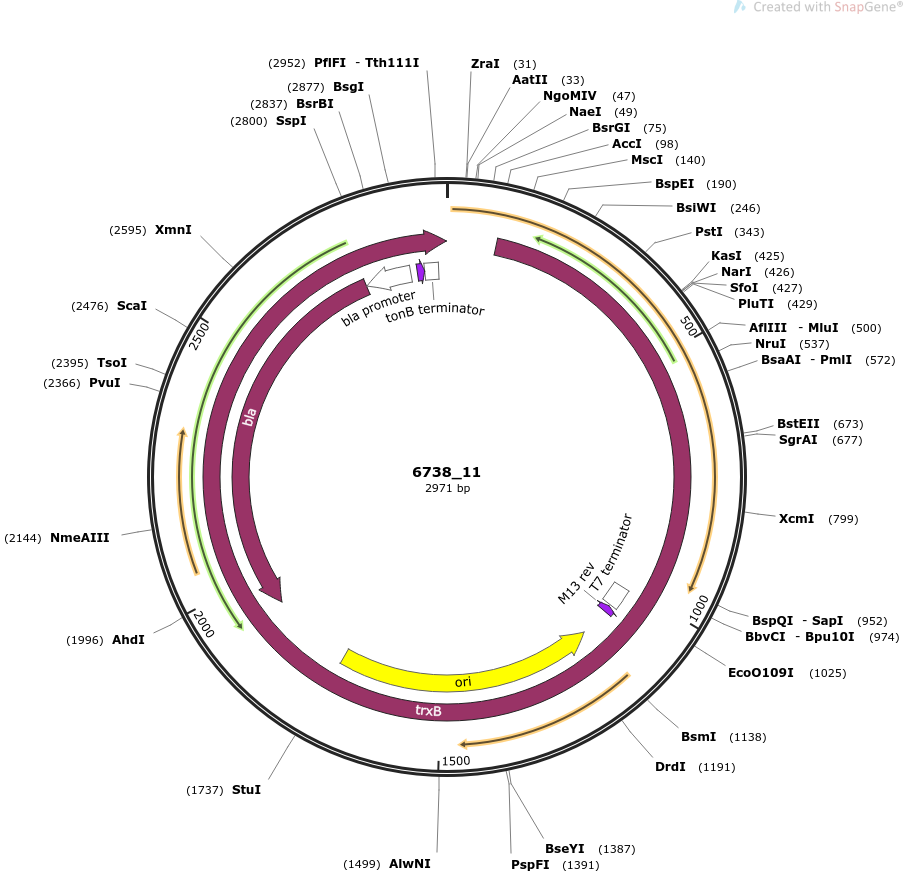 Created with SnapGene®
(2952) PflFI - Tth111I
ZraI (31)
AatII (33)
(2877) BsgI
NgoMIV (47)
(2837) BsrBI
NaeI (49)
(2800) SspI
BsrGI (75)
AccI (98)
MscI (140)
BspEI (190)
BsiWI (246)
(2595) XmnI
PstI (343)
KasI (425)
NarI (426)
SfoI (427)
PluTI (429)
bla promoter
tonB terminator
(2476) ScaI
2500
500
AflIII - MluI (500)
NruI (537)
(2395) TsoI
BsaAI - PmlI (572)
(2366) PvuI
bla
BstEII (673)
SgrAI (677)
6738_11
2971 bp
XcmI (799)
(2144) NmeAIII
T7 terminator
M13 rev
1000
2000
BspQI - SapI (952)
BbvCI - Bpu10I (974)
(1996) AhdI
EcoO109I (1025)
ori
trxB
BsmI (1138)
1500
DrdI (1191)
(1737) StuI
BseYI (1387)
(1499) AlwNI
PspFI (1391)